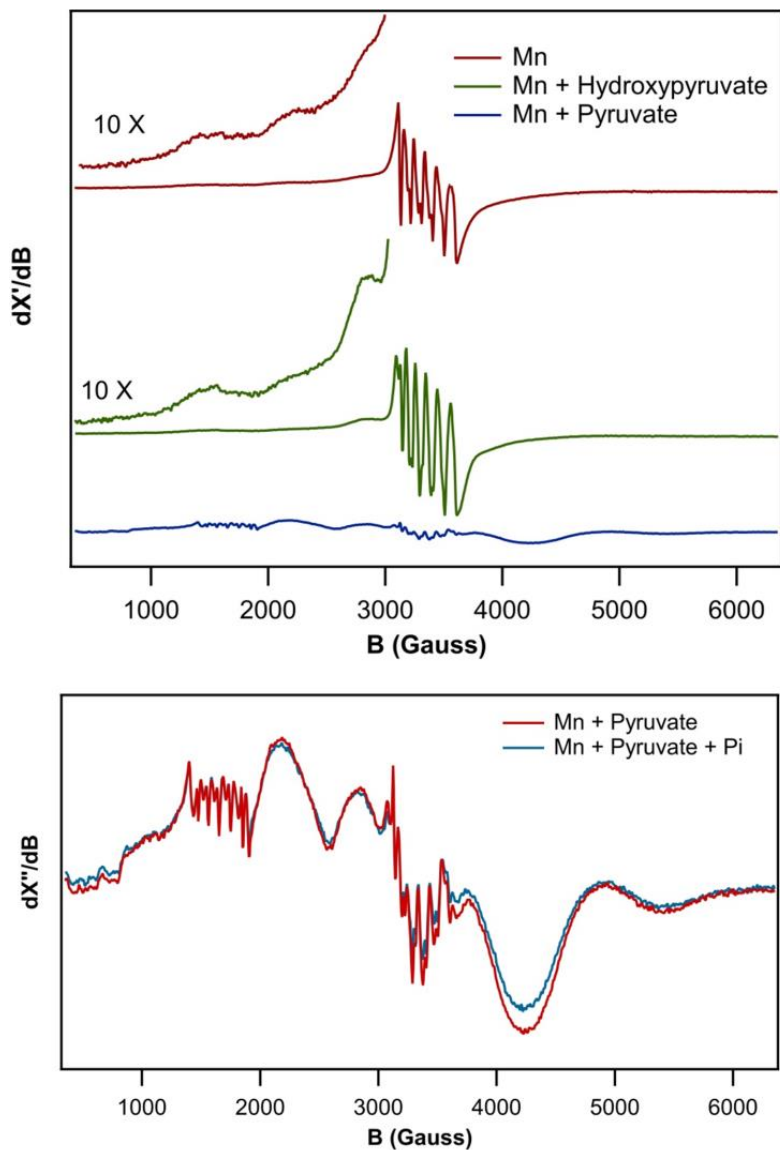 Mn
Mn + Hydroxypyruvate
Mn + Pyruvate
10 X
10 X
dX'/dB
1000 2000 3000 4000 5000 6000
B (Gauss)
Mn + Pyruvate
Mn + Pyruvate + Pi
dX"/dB
1000 2000 3000 4000 5000 6000
B (Gauss)